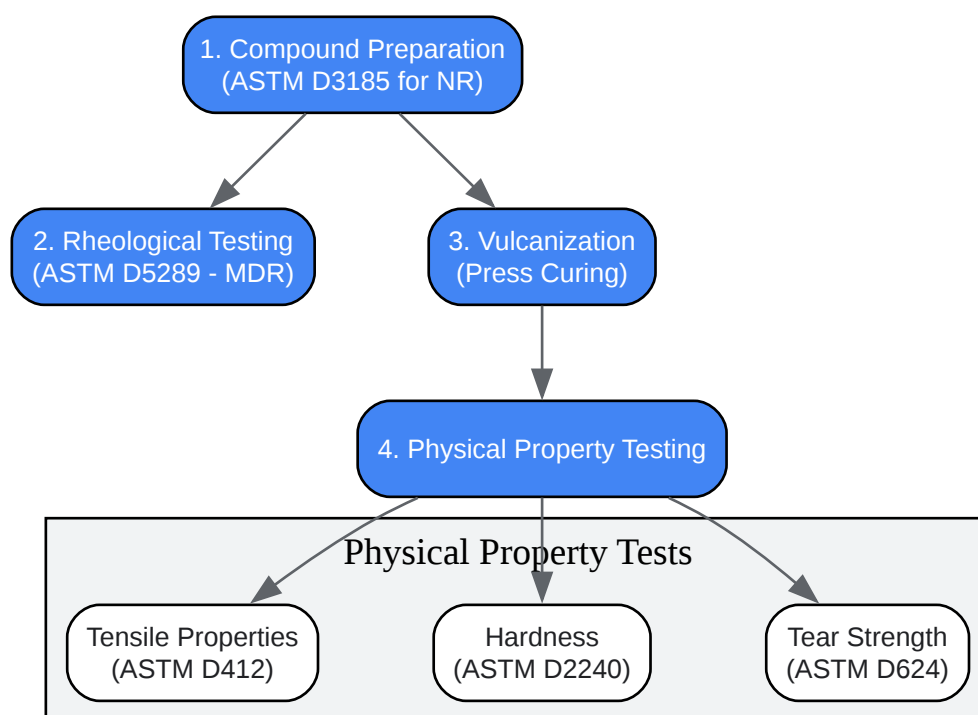 1. Compound Preparation
(ASTM D3185 for NR)
2. Rheological Testing
(ASTM D5289 - MDR)
3. Vulcanization
(Press Curing)
4. Physical Property Testing
Physical Property Tests
Tensile Properties
(ASTM D412)
Hardness
(ASTM D2240)
Tear Strength
(ASTM D624)